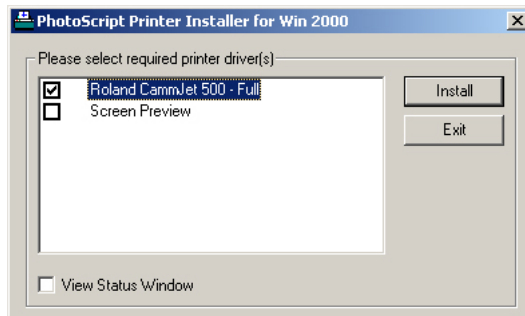 PhotoScript Printer Installer for Win 2000
Please select required printer driver(s)
Roland CammJet 500 - Full
Install
Screen Preview
Exit
View Status Window